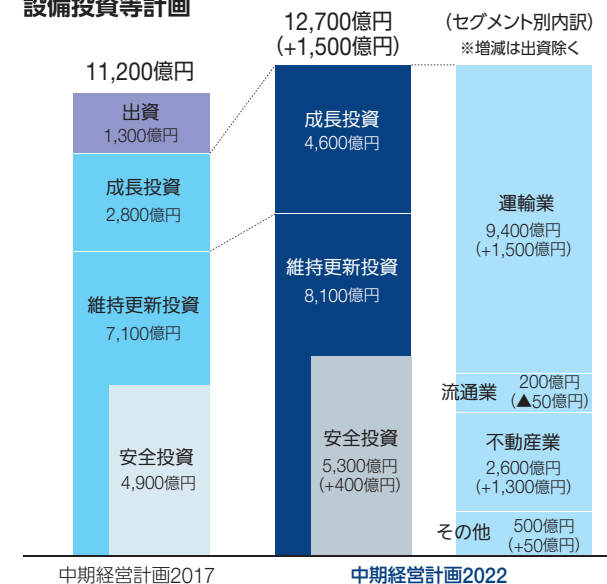 設備投資等計画
11,200億円
出資
1,300億円
成長投資
2,800億円
維持更新投資
7,100億円
安全投資
4,900億円
中期経営計画2017
12,700億円
(+1,500億円)
成長投資
4,600億円
維持更新投資
8,100億円
安全投資
5,300億円
(+400億円)
中期経営計画2022
(セグメント別内訳)
※増減は出資除く
運輸業
9,400億円
(+1,500億円)
流通業 200億円
(▲50億円)
不動産業
2,600億円
(+1,300億円)
その他 500億円
(+50億円)